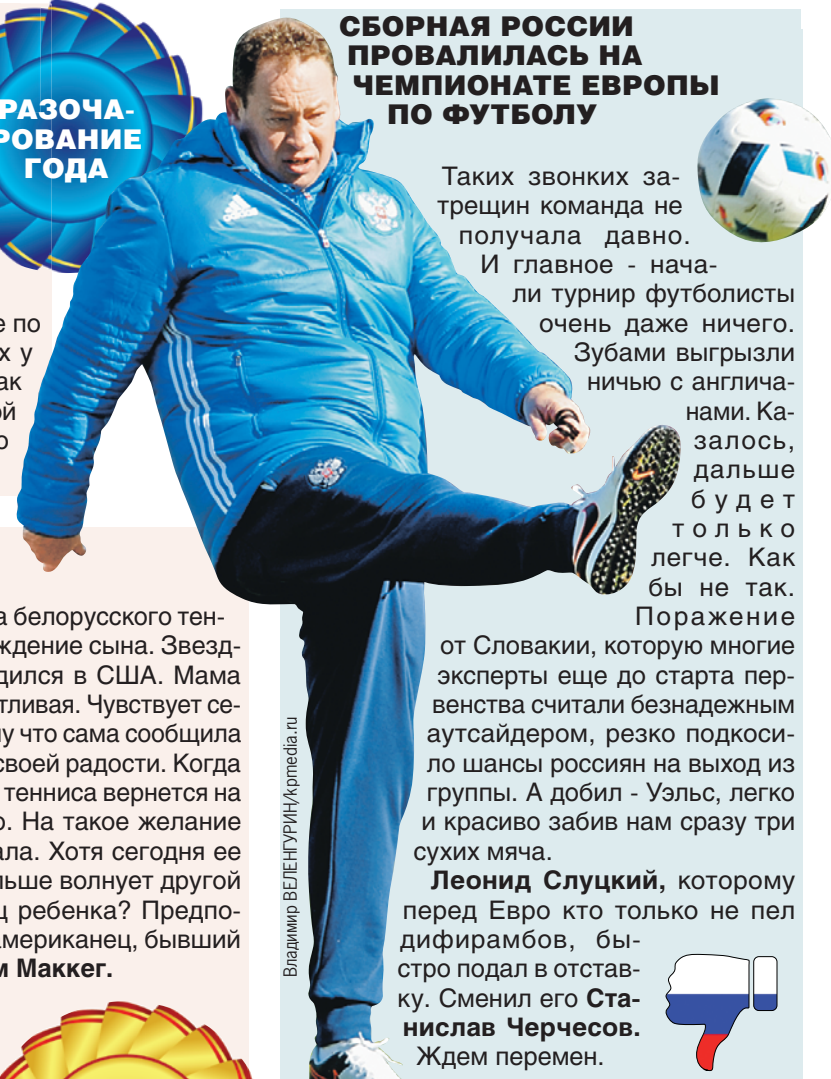 РАЗОЧА-
РОВАНИЕ
ГОДА
е по
х у
ак
ой
о
а белорусского тен-
ждение сына. Звезд-
дился в США. Мама
тливая. Чувствует се-
у что сама сообщила
своей радости. Когда
тенниса вернется на
о. На такое желание
ала. Хотя сегодня ее
льше волнует другой
ц ребенка? Предпо-
американец, бывший
м Маккег.
СБОРНАЯ РОССИИ
ПРОВАЛИЛАСЬ НА
ЧЕМПИОНАТЕ ЕВРОПЫ
ПО ФУТБОЛУ
Таких звонких за-
трещин команда не
получала давно.
И главное - нача-
ли турнир футболисты
очень даже ничего.
Зубами выгрызли
ничью с англича-
нами. Ка-
залось,
дальше
будет
только
легче. Как
бы не так.
Поражение
от Словакии, которую многие
эксперты еще до старта пер-
венства считали безнадежным
аутсайдером, резко подкоси-
ло шансы россиян на выход из
группы. А добил - Уэльс, легко
и красиво забив нам сразу три
сухих мяча.
Леонид Слуцкий, которому
перед Евро кто только не пел
дифирамбов, бы-
стро подал в отстав-
ку. Сменил его Ста-
нислав Черчесов.
Ждем перемен.
Владимир ВЕЛЕНГУРИН/kpmedia.ru
adidas